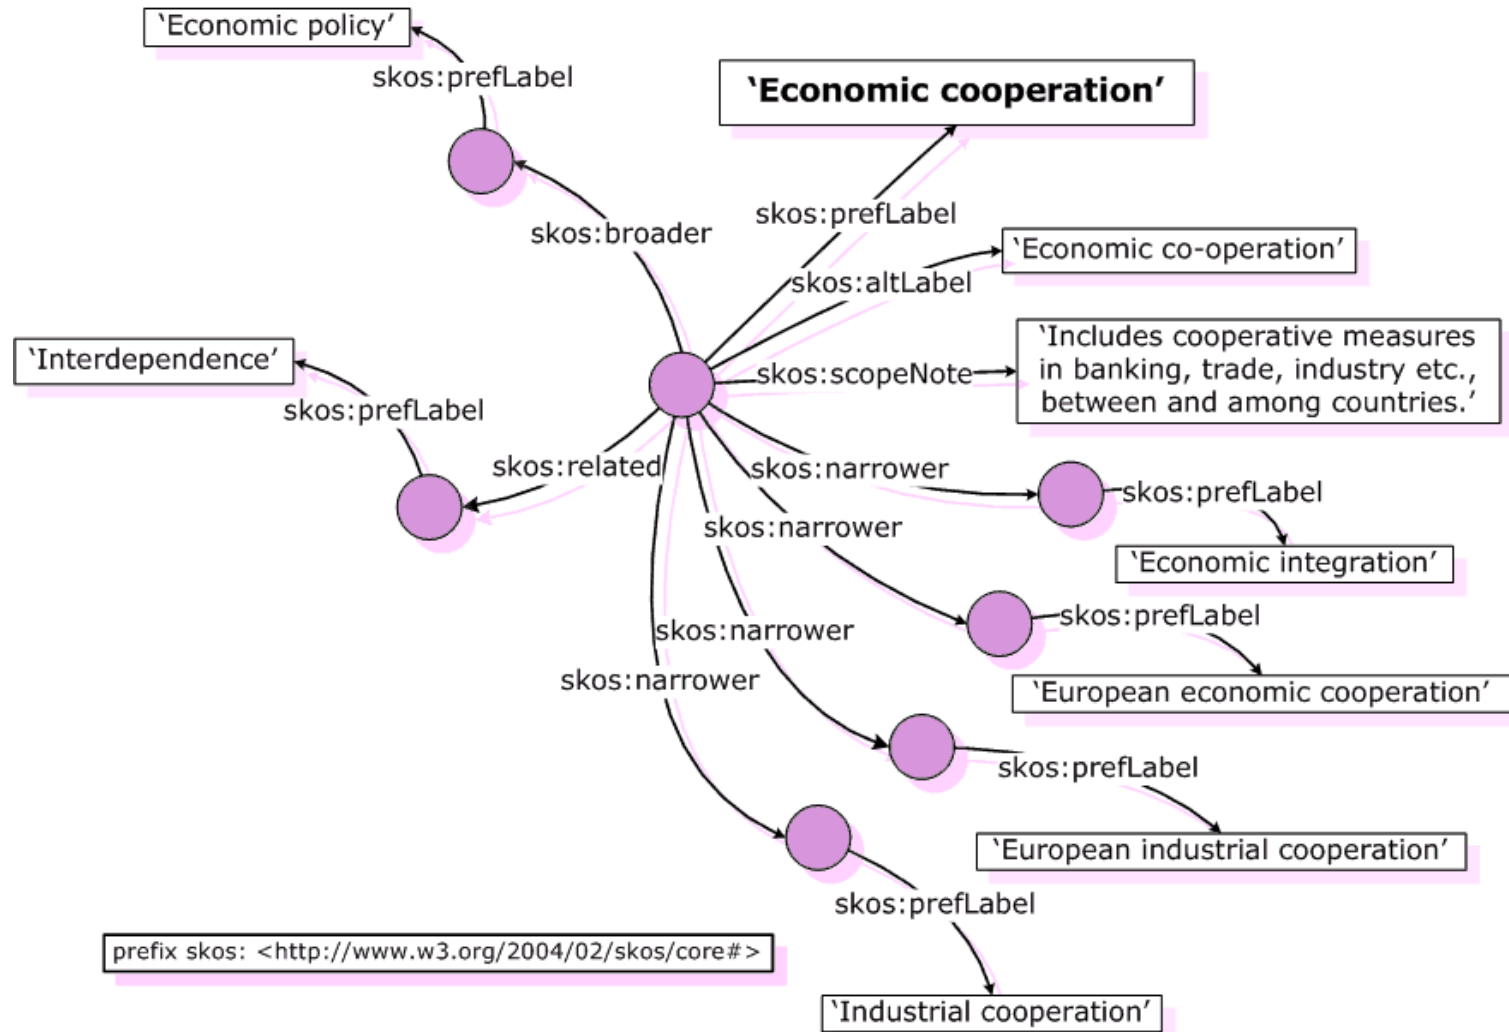 ‘Economic policy’
skos:prefLabel
‘Economic cooperation’
skos:prefLabel
skos:broader
‘Economic co-operation’
skos:altLabel
‘Interdependence’
skos:prefLabel
‘Includes cooperative measures
in banking, trade, industry etc.,
between and among countries.’
skos:scopeNote
skos:related
skos:narrower
skos:prefLabel
‘Economic integration’
skos:narrower
skos:prefLabel
‘European economic cooperation’
skos:narrower
skos:prefLabel
‘European industrial cooperation’
skos:narrower
skos:prefLabel
‘Industrial cooperation’
prefix skos: <http://www.w3.org/2004/02/skos/core#>